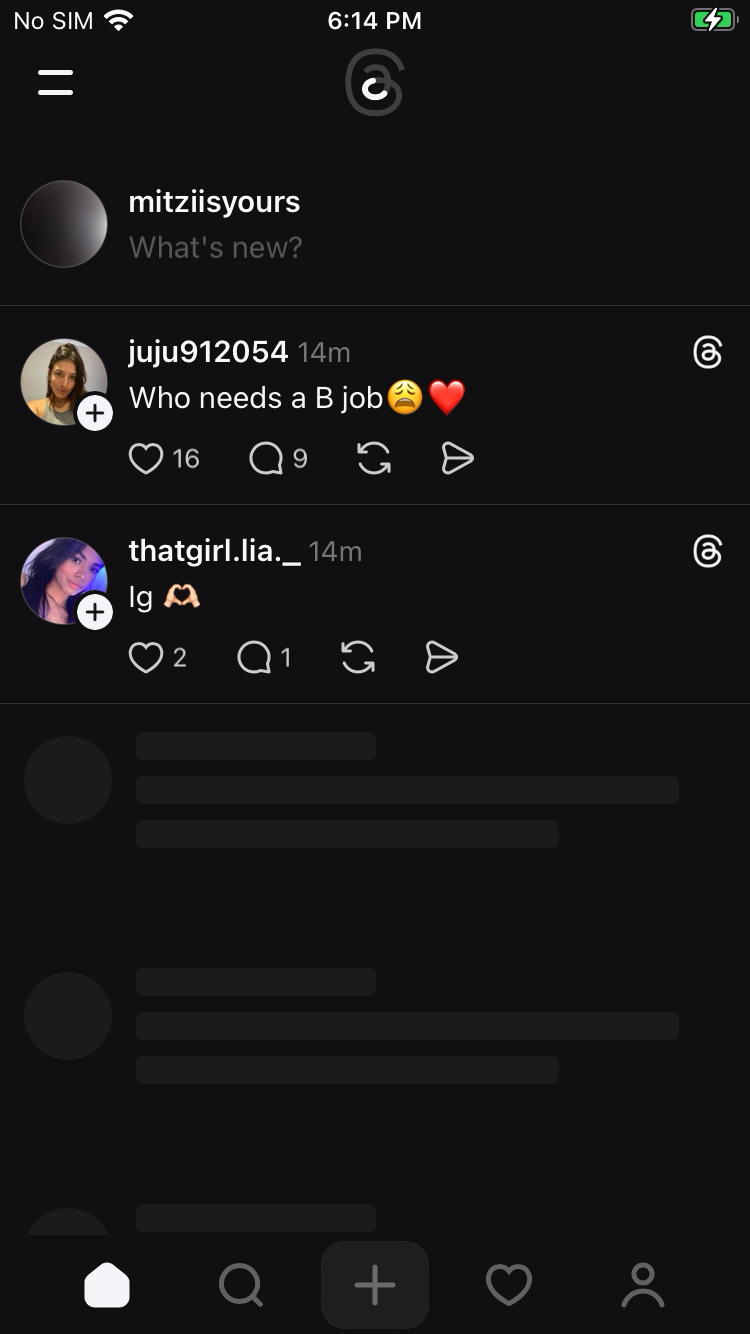 No SIM 6:14 PM
mitziisyours
What's new?
juju912054 14m
Who needs a B job😩❤️
16 9
thatgirl.lia._ 14m
Ig 🫶🏻
2 1